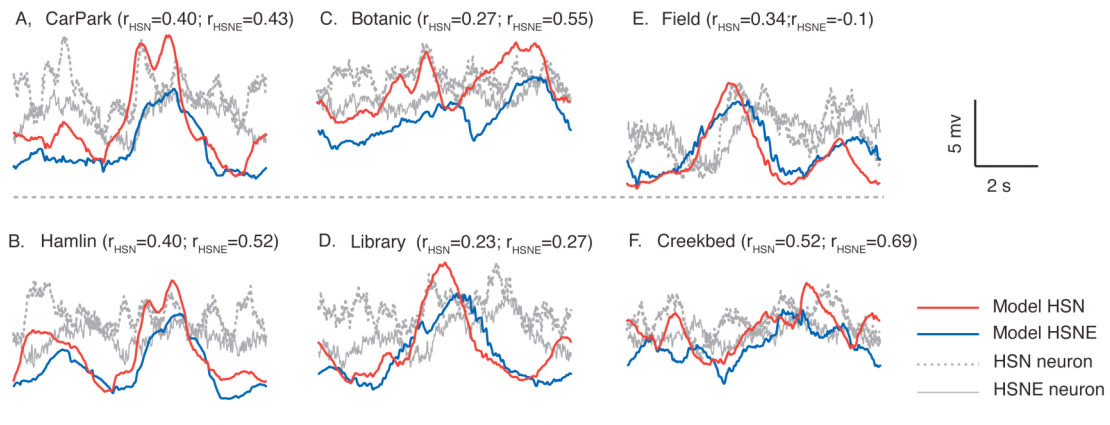 A, CarPark (rHSN=0.40; rHSNE=0.43)
C. Botanic (rHSN=0.27; rHSNE=0.55)
E. Field (rHSN=0.34;rHSNE=-0.1)
5 mv
2 s
B. Hamlin (rHSN=0.40; rHSNE=0.52)
D. Library (rHSN=0.23; rHSNE=0.27)
F. Creekbed (rHSN=0.52; rHSNE=0.69)
Model HSN
Model HSNE
HSN neuron
HSNE neuron